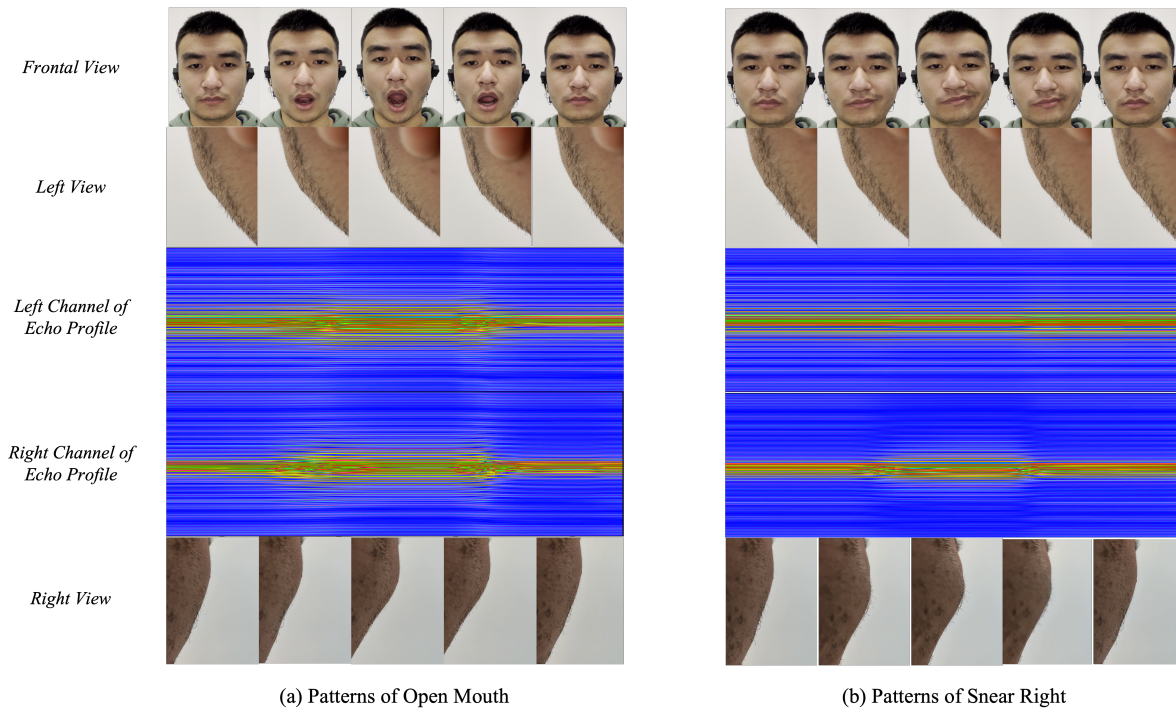 Frontal View
Left View
Left Channel of
Echo Profile
Right Channel of
Echo Profile
Right View
(a) Patterns of Open Mouth
(b) Patterns of Snear Right